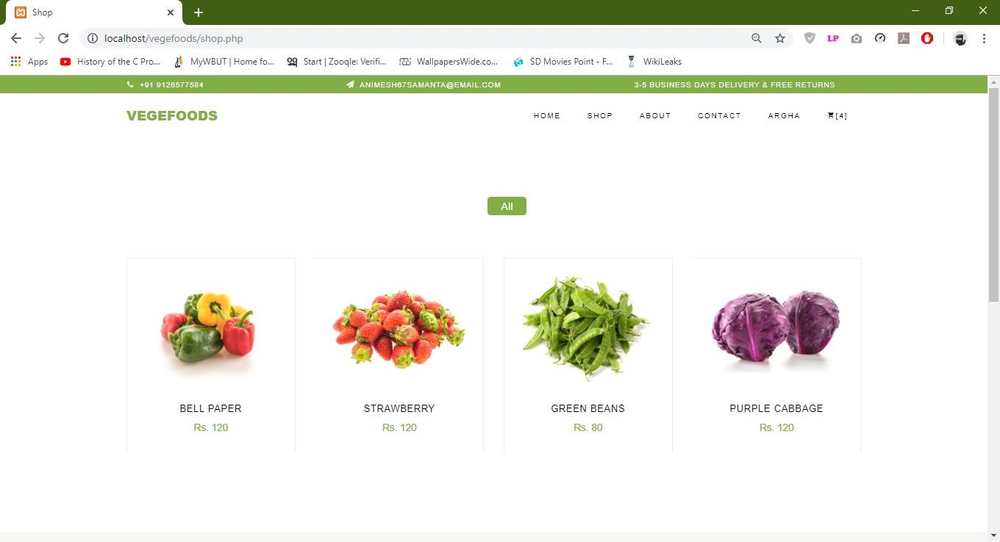 Shop
localhost/vegefoods/shop.php
LP
Apps
History of the C Pro...
MyWBUT | Home fo...
Start | Zooqle: Verifi...
WallpapersWide.co...
SD Movies Point - F...
WikiLeaks
+91 9126577584
ANIMESH67SAMANTA@EMAIL.COM
3-5 BUSINESS DAYS DELIVERY & FREE RETURNS
VEGEFOODS
HOME SHOP ABOUT CONTACT ARGHA [4]
All
BELL PAPER
Rs. 120
STRAWBERRY
Rs. 120
GREEN BEANS
Rs. 80
PURPLE CABBAGE
Rs. 120